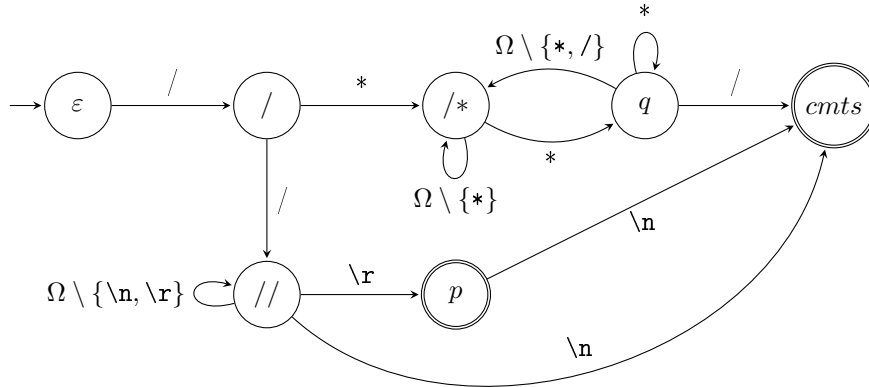 *
Ω \ {*, /}
/ * /
ε / /* q cmts
*
Ω \ {*}
/
\n
\r
Ω \ {\n, \r} // p
\n